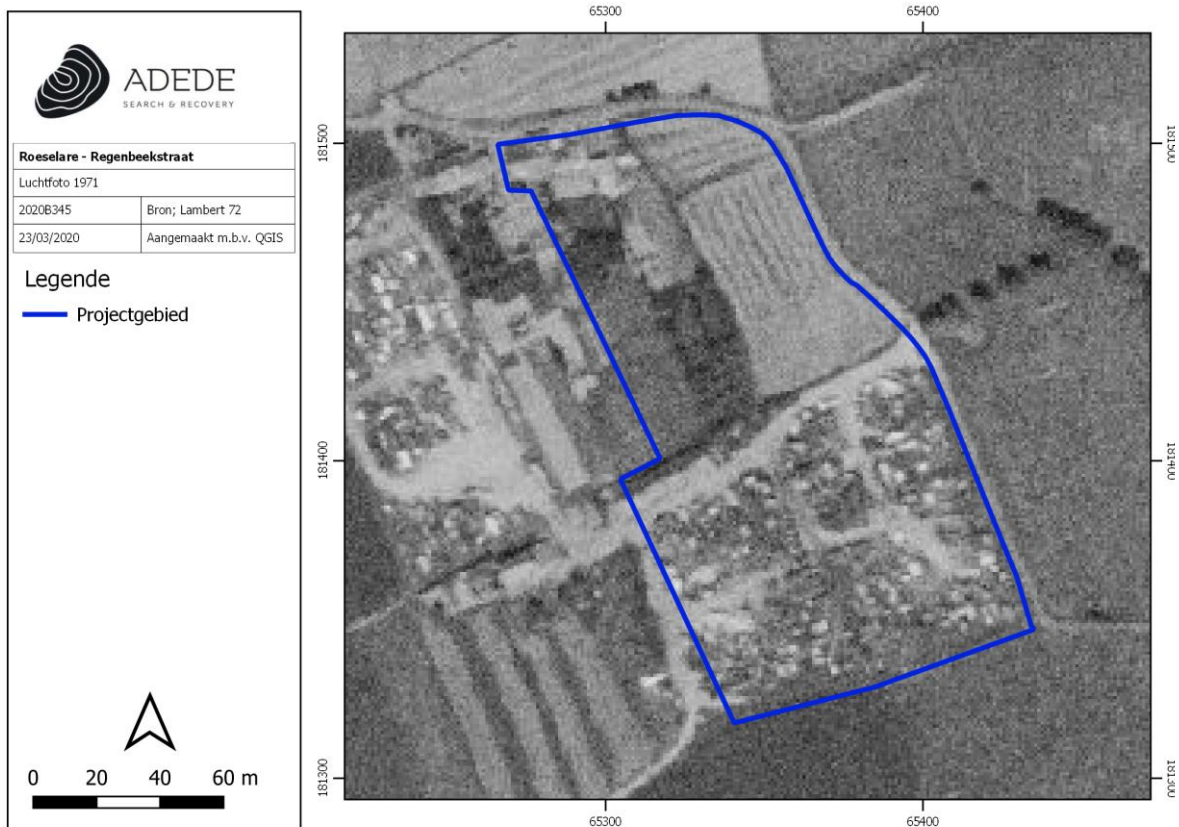 ADEDE
SEARCH & RECOVERY
Roeselare - Regenbeekstraat
Luchtfoto 1971
2020B345 Bron; Lambert 72
23/03/2020 Aangemaakt m.b.v. QGIS
Legende
Projectgebied
0 20 40 60 m
65300 65400
181500 181500
181400 181400
181300 181300
65300 65400